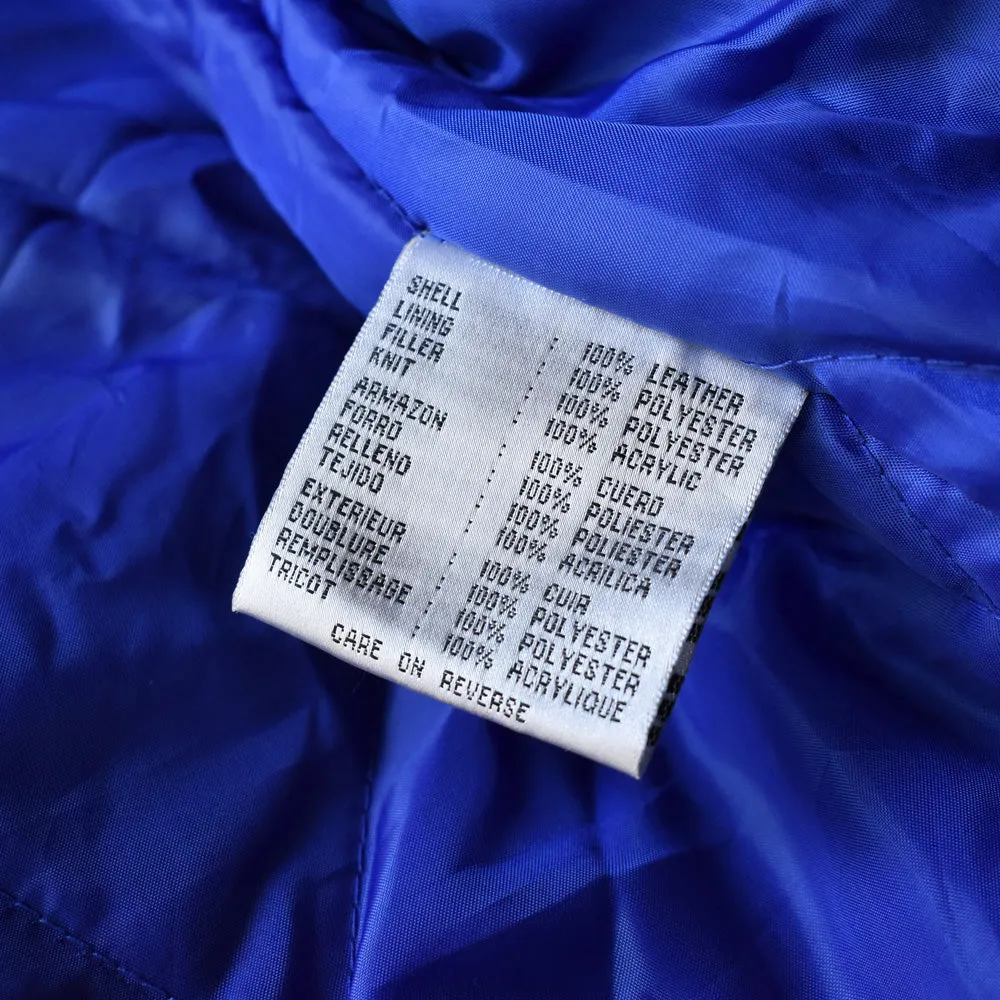 SHELL : 100% LEATHER
LINING : 100% POLYESTER
FILLER : 100% POLYESTER
KNIT : 100% ACRYLIC
ARMAZON : 100% CUERO
FORRO : 100% POLIESTER
RELLENO : 100% POLIESTER
TEJIDO : 100% ACRILICA
EXTERIEUR : 100% CUIR
DOUBLURE : 100% POLYESTER
REMPLISSAGE : 100% POLYESTER
TRICOT : 100% ACRYLIQUE
CARE ON REVERSE